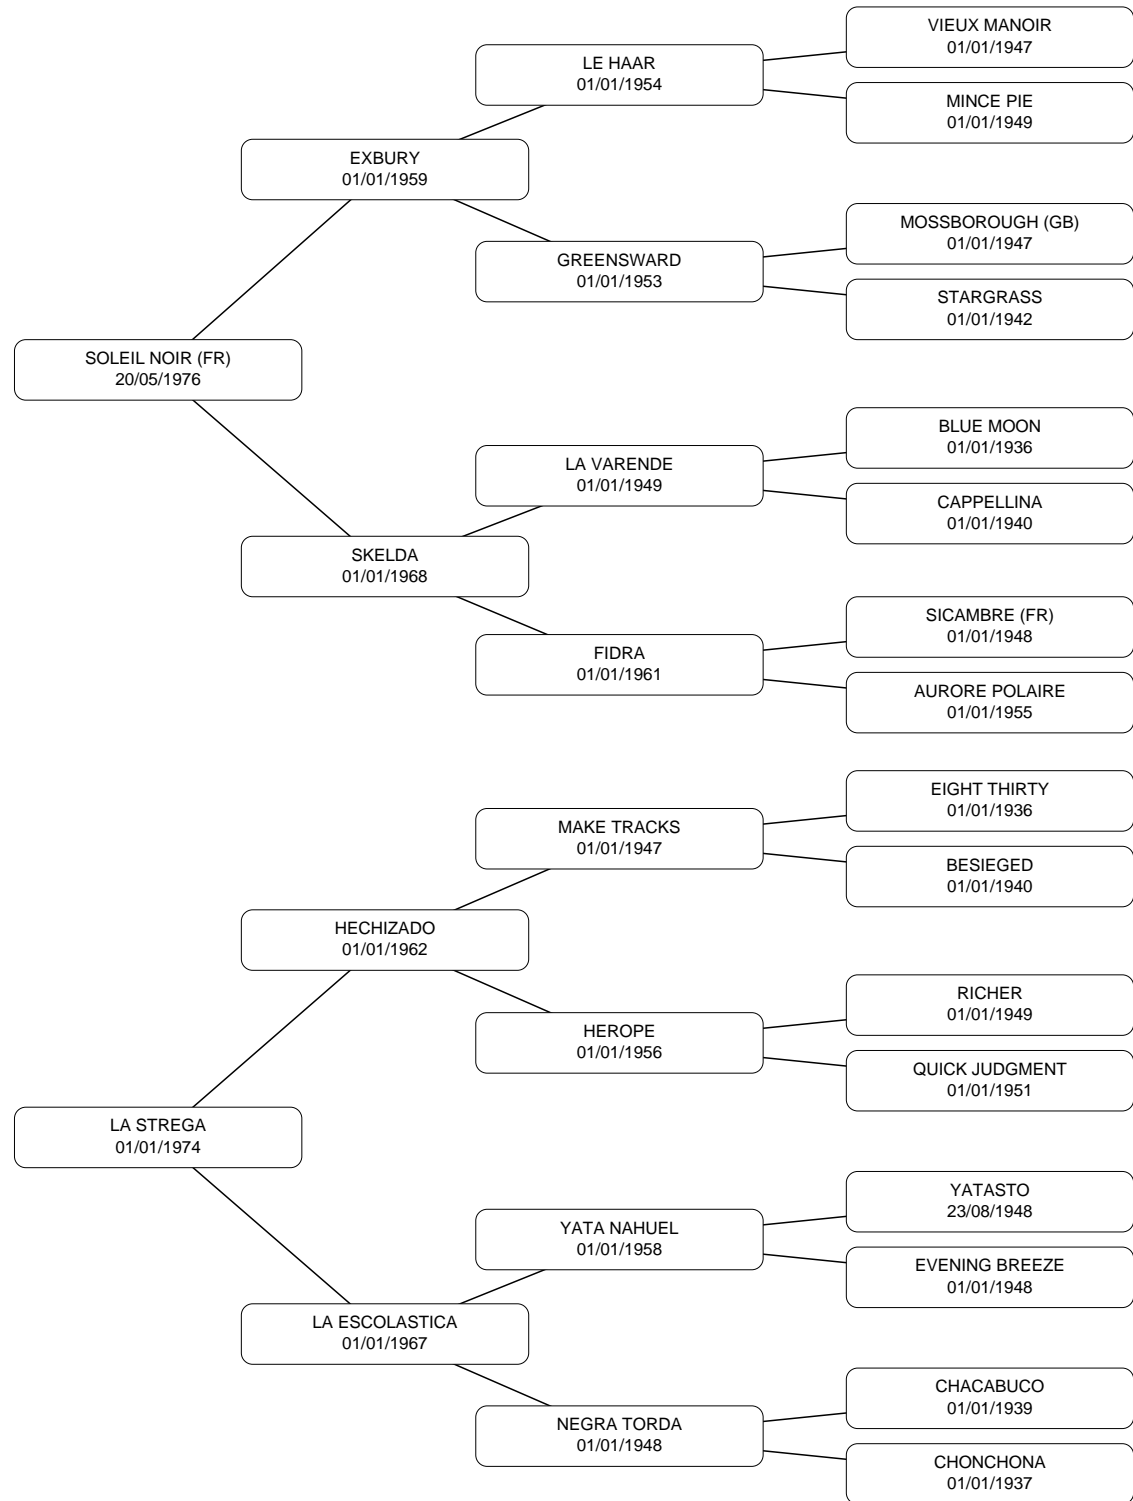 VIEUX MANOIR
01/01/1947
LE HAAR
01/01/1954
MINCE PIE
01/01/1949
EXBURY
01/01/1959
MOSSBOROUGH (GB)
01/01/1947
GREENSWARD
01/01/1953
STARGRASS
01/01/1942
SOLEIL NOIR (FR)
20/05/1976
BLUE MOON
01/01/1936
LA VARENDE
01/01/1949
CAPPELLINA
01/01/1940
SKELDA
01/01/1968
SICAMBRE (FR)
01/01/1948
FIDRA
01/01/1961
AURORE POLAIRE
01/01/1955
EIGHT THIRTY
01/01/1936
MAKE TRACKS
01/01/1947
BESIEGED
01/01/1940
HECHIZADO
01/01/1962
RICHER
01/01/1949
HEROPE
01/01/1956
QUICK JUDGMENT
01/01/1951
LA STREGA
01/01/1974
YATASTO
23/08/1948
YATA NAHUEL
01/01/1958
EVENING BREEZE
01/01/1948
LA ESCOLASTICA
01/01/1967
CHACABUCO
01/01/1939
NEGRA TORDA
01/01/1948
CHONCHONA
01/01/1937